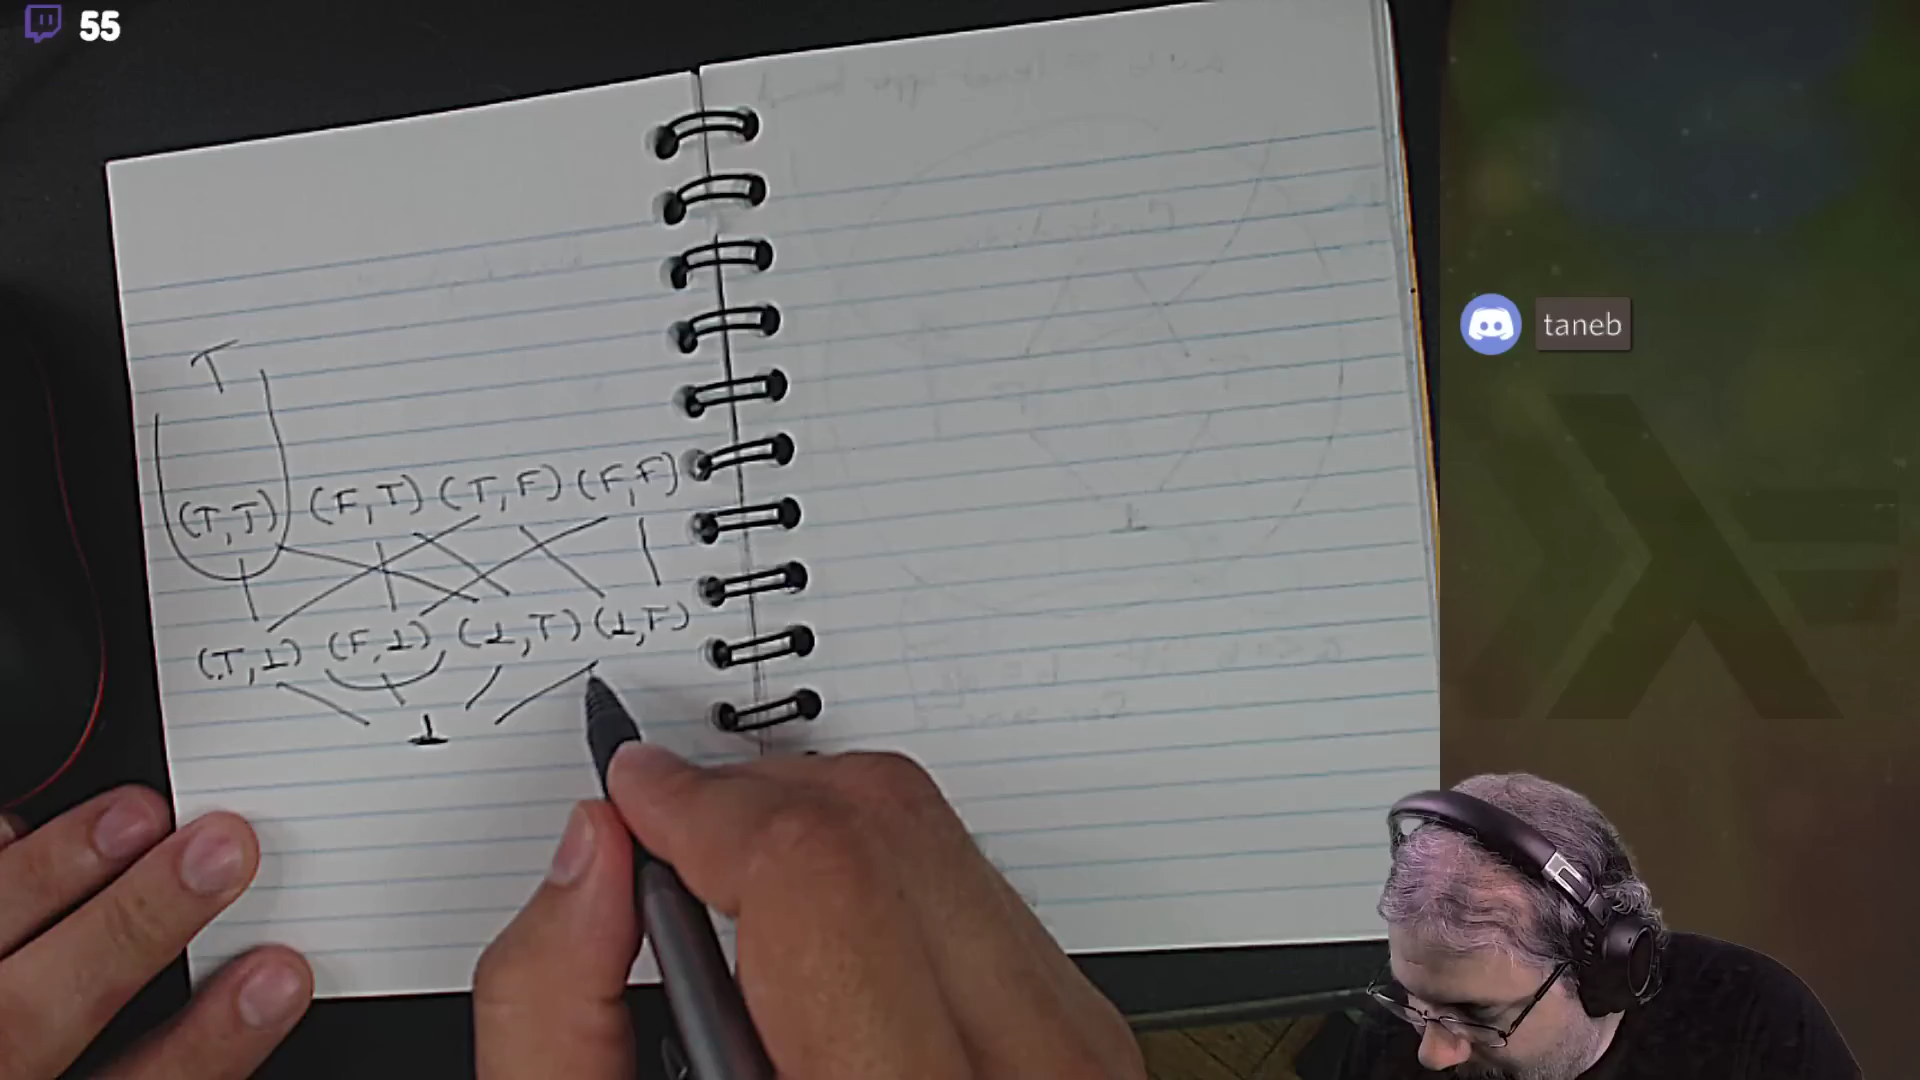 55
taneb
T
(T,T) (F,T) (T,F) (F,F)
(T,⊥) (F,⊥) (⊥,T) (⊥,F)
⊥